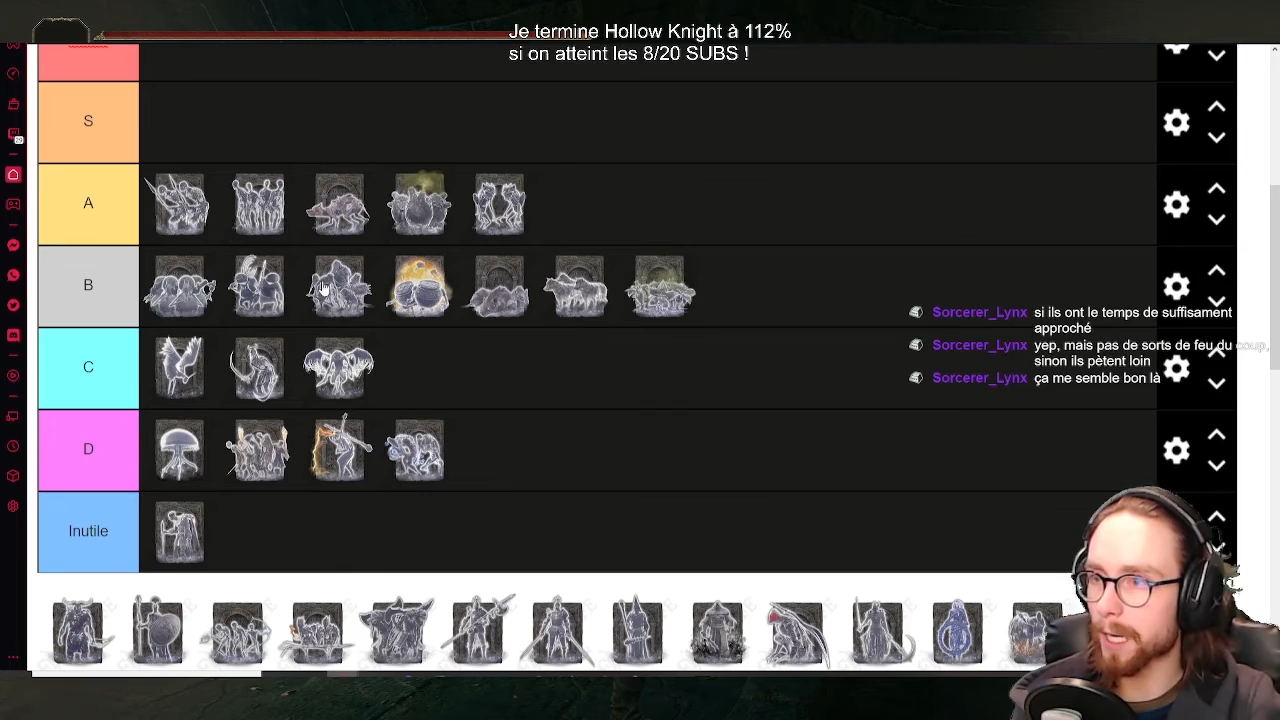 Je termine Hollow Knight à 112%
si on atteint les 8/20 SUBS !
S
A
B
Sorcerer_Lynx si ils ont le temps de suffisament
approché
Sorcerer_Lynx yep, mais pas de sorts de feu du coup,
sinon ils pètent loin
C
Sorcerer_Lynx ça me semble bon là
D
Inutile